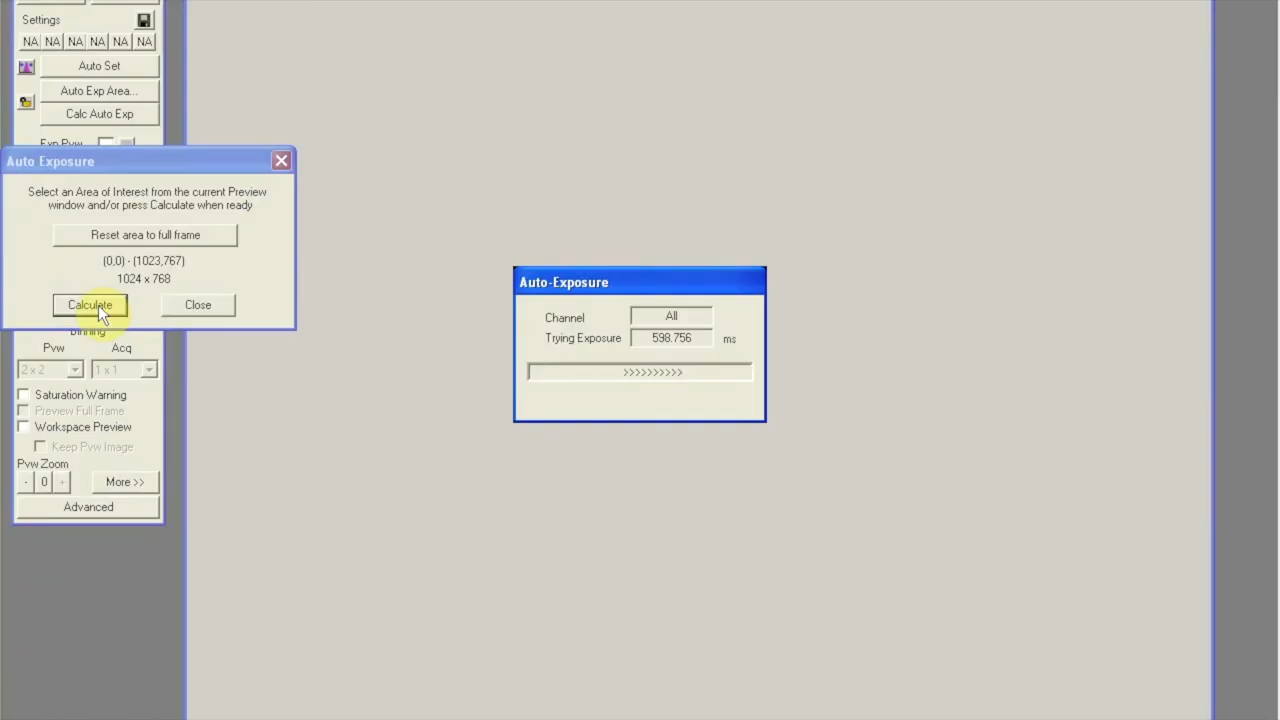 Settings
NA NA NA NA NA NA
Auto Set
Auto Exp Area...
Calc Auto Exp
Exp Pvw
Auto Exposure
Select an Area of Interest from the current Preview
window and/or press Calculate when ready
Reset area to full frame
(0,0) - (1023,767)
1024 x 768
Calculate Close
Binning
Pvw Acq
2 x 2 1 x 1
Saturation Warning
Preview Full Frame
Workspace Preview
Keep Pvw Image
Pvw Zoom
- 0 + More >>
Advanced
Auto-Exposure
Channel All
Trying Exposure 598.756 ms
>>>>>>>>>>